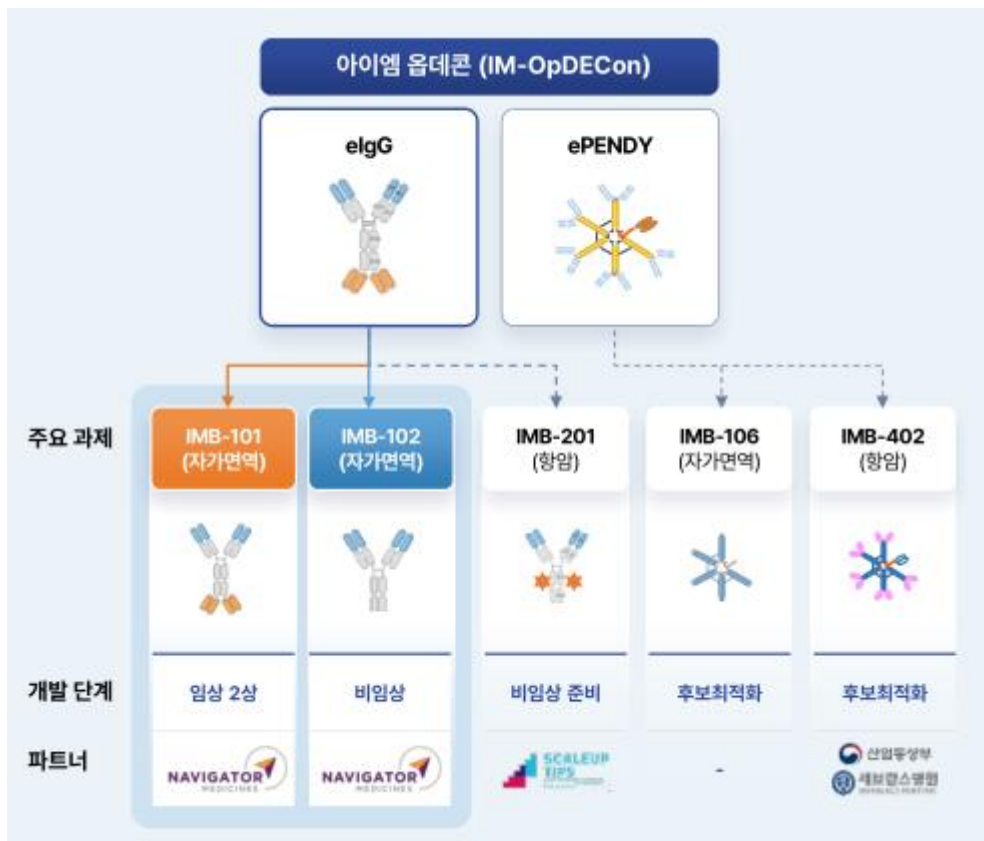 아이엠 옵데콘 (IM-OpDECon)
eIgG
ePENDY
주요 과제
IMB-101
(자가면역)
IMB-102
(자가면역)
IMB-201
(항암)
IMB-106
(자가면역)
IMB-402
(항암)
개발 단계
임상 2상
비임상
비임상 준비
후보최적화
후보최적화
파트너
NAVIGATOR
MEDICINES
NAVIGATOR
MEDICINES
SCALEUP
TIPS
-
산업통상부
세브란스병원